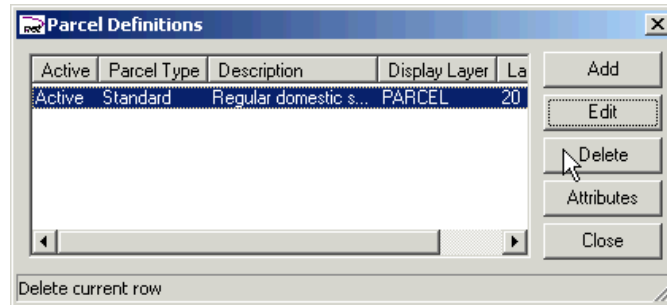 Parcel Definitions
Active Parcel Type Description Display Layer La
Active Standard Regular domestic s... PARCEL 20
Add
Edit
Delete
Attributes
Close
Delete current row